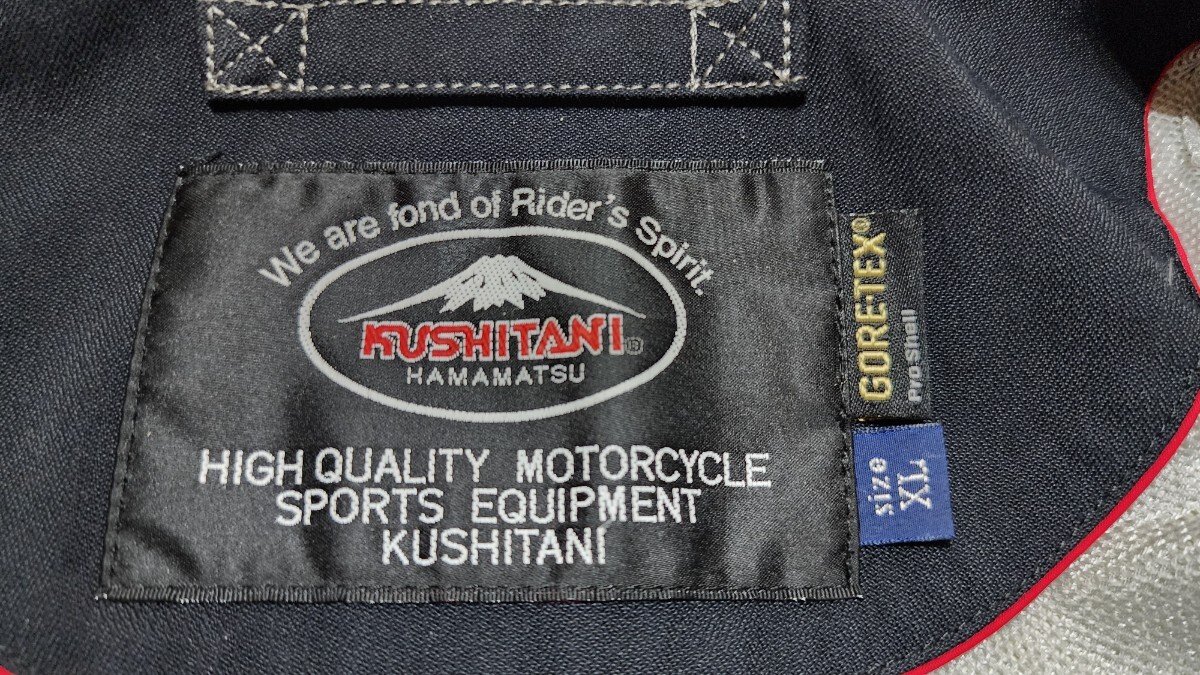 We are fond of Rider's Spirit.
KUSHITANI®
HAMAMATSU
HIGH QUALITY MOTORCYCLE
SPORTS EQUIPMENT
KUSHITANI
GORE-TEX®
Pro Shell
size
XL